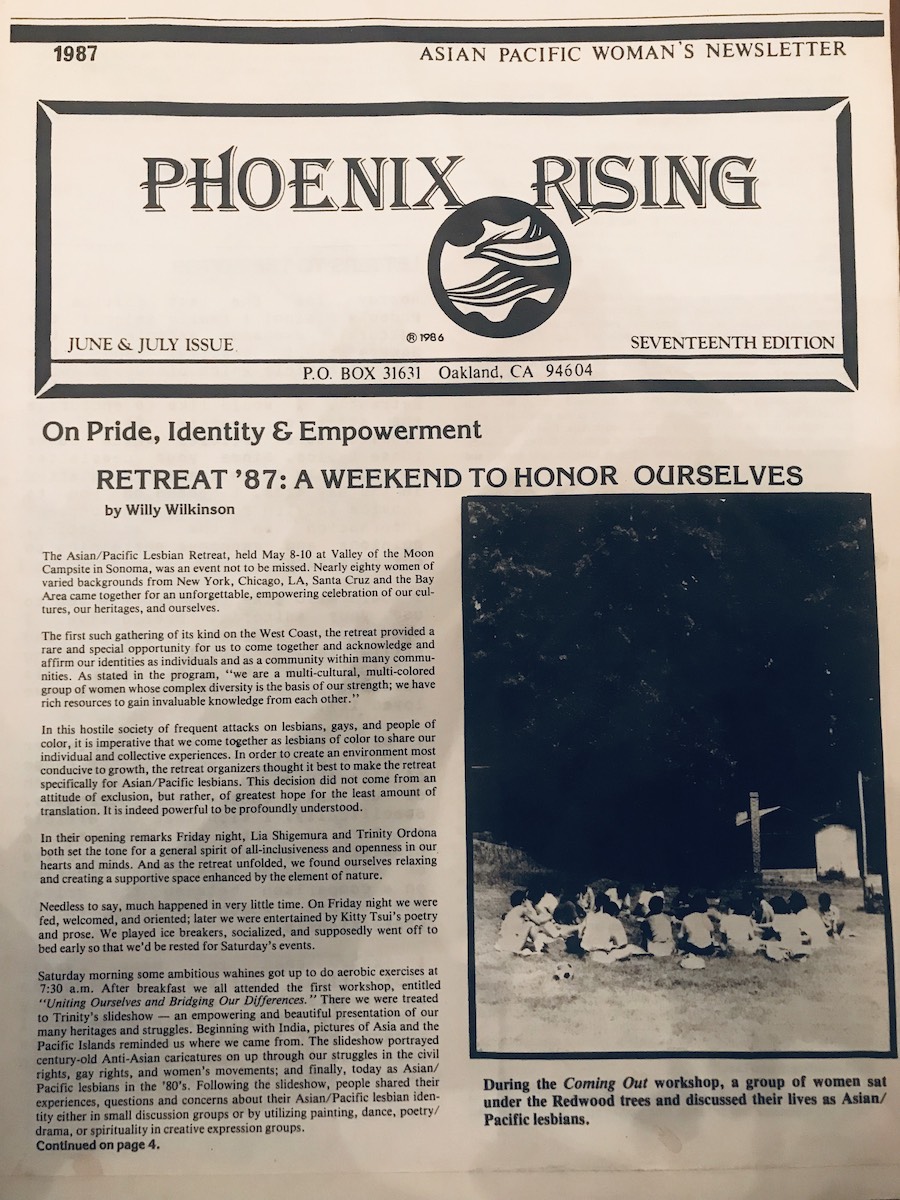 1987
ASIAN PACIFIC WOMAN'S NEWSLETTER
PHOENIX RISING
JUNE & JULY ISSUE
® 1986
SEVENTEENTH EDITION
P.O. BOX 31631 Oakland, CA 94604
On Pride, Identity & Empowerment
RETREAT '87: A WEEKEND TO HONOR OURSELVES
by Willy Wilkinson
The Asian/Pacific Lesbian Retreat, held May 8-10 at Valley of the Moon
Campsite in Sonoma, was an event not to be missed. Nearly eighty women of
varied backgrounds from New York, Chicago, LA, Santa Cruz and the Bay
Area came together for an unforgettable, empowering celebration of our cul-
tures, our heritages, and ourselves.
The first such gathering of its kind on the West Coast, the retreat provided a
rare and special opportunity for us to come together and acknowledge and
affirm our identities as individuals and as a community within many commu-
nities. As stated in the program, "we are a multi-cultural, multi-colored
group of women whose complex diversity is the basis of our strength; we have
rich resources to gain invaluable knowledge from each other."
In this hostile society of frequent attacks on lesbians, gays, and people of
color, it is imperative that we come together as lesbians of color to share our
individual and collective experiences. In order to create an environment most
conducive to growth, the retreat organizers thought it best to make the retreat
specifically for Asian/Pacific lesbians. This decision did not come from an
attitude of exclusion, but rather, of greatest hope for the least amount of
translation. It is indeed powerful to be profoundly understood.
In their opening remarks Friday night, Lia Shigemura and Trinity Ordona
both set the tone for a general spirit of all-inclusiveness and openness in our
hearts and minds. And as the retreat unfolded, we found ourselves relaxing
and creating a supportive space enhanced by the element of nature.
Needless to say, much happened in very little time. On Friday night we were
fed, welcomed, and oriented; later we were entertained by Kitty Tsui's poetry
and prose. We played ice breakers, socialized, and supposedly went off to
bed early so that we'd be rested for Saturday's events.
Saturday morning some ambitious wahines got up to do aerobic exercises at
7:30 a.m. After breakfast we all attended the first workshop, entitled
"Uniting Ourselves and Bridging Our Differences." There we were treated
to Trinity's slideshow — an empowering and beautiful presentation of our
many heritages and struggles. Beginning with India, pictures of Asia and the
Pacific Islands reminded us where we came from. The slideshow portrayed
century-old Anti-Asian caricatures on up through our struggles in the civil
rights, gay rights, and women's movements; and finally, today as Asian/
Pacific lesbians in the '80's. Following the slideshow, people shared their
experiences, questions and concerns about their Asian/Pacific lesbian iden-
tity either in small discussion groups or by utilizing painting, dance, poetry/
drama, or spirituality in creative expression groups.
Continued on page 4.
During the Coming Out workshop, a group of women sat
under the Redwood trees and discussed their lives as Asian/
Pacific lesbians.